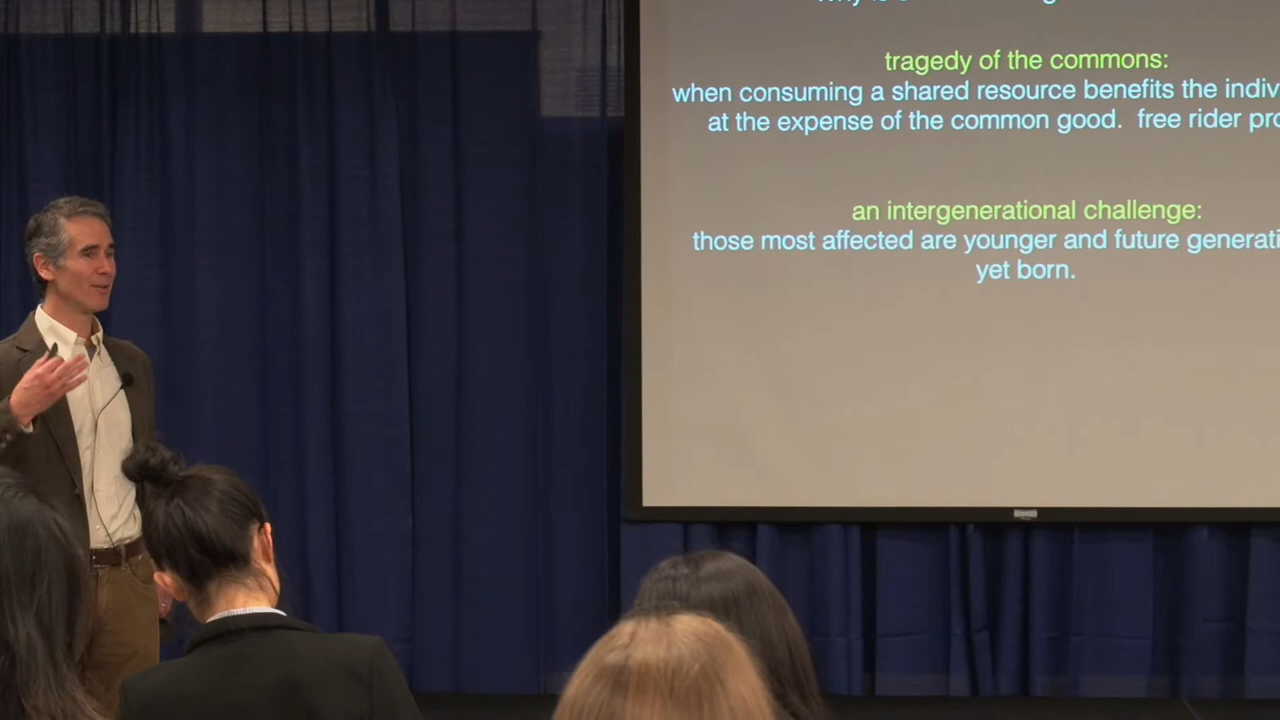 tragedy of the commons:
when consuming a shared resource benefits the indiv
at the expense of the common good. free rider pro
an intergenerational challenge:
those most affected are younger and future generati
yet born.